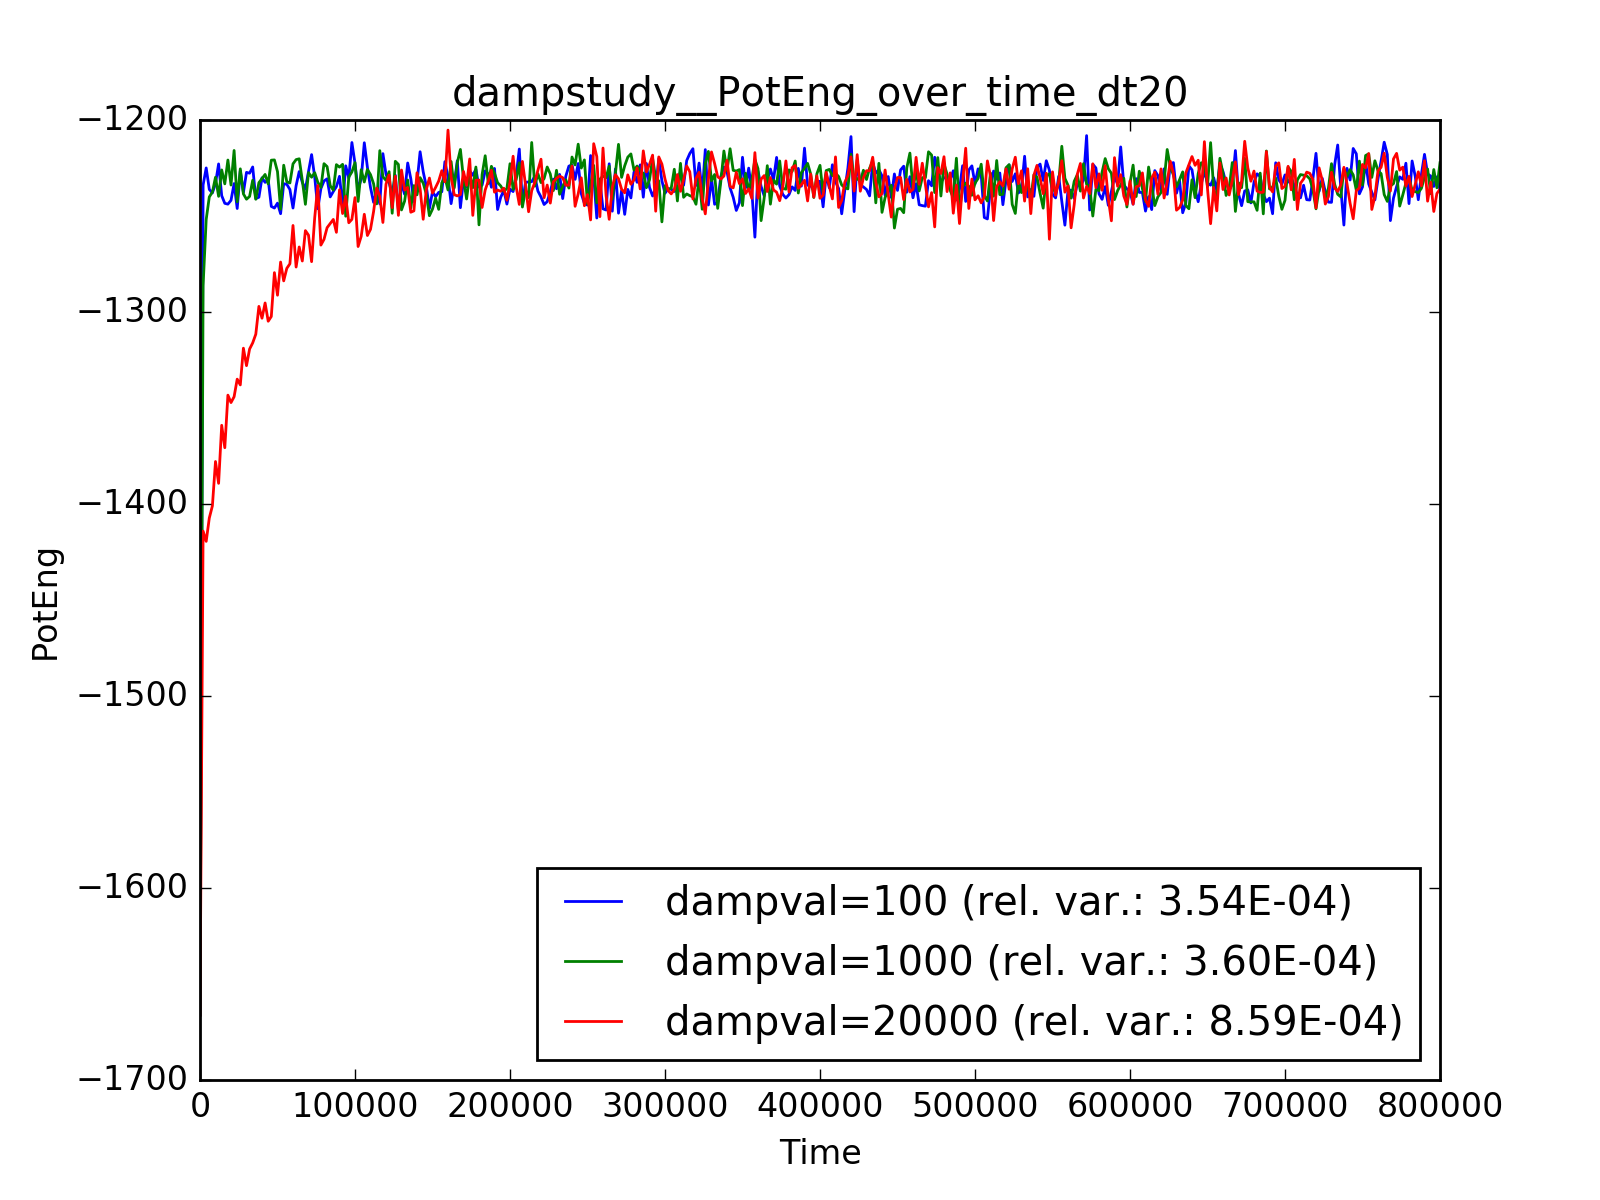 dampstudy__PotEng_over_time_dt20
−1200
−1300
−1400
−1500
−1600
−1700
PotEng
dampval=100 (rel. var.: 3.54E-04)
dampval=1000 (rel. var.: 3.60E-04)
dampval=20000 (rel. var.: 8.59E-04)
0 100000 200000 300000 400000 500000 600000 700000 800000
Time